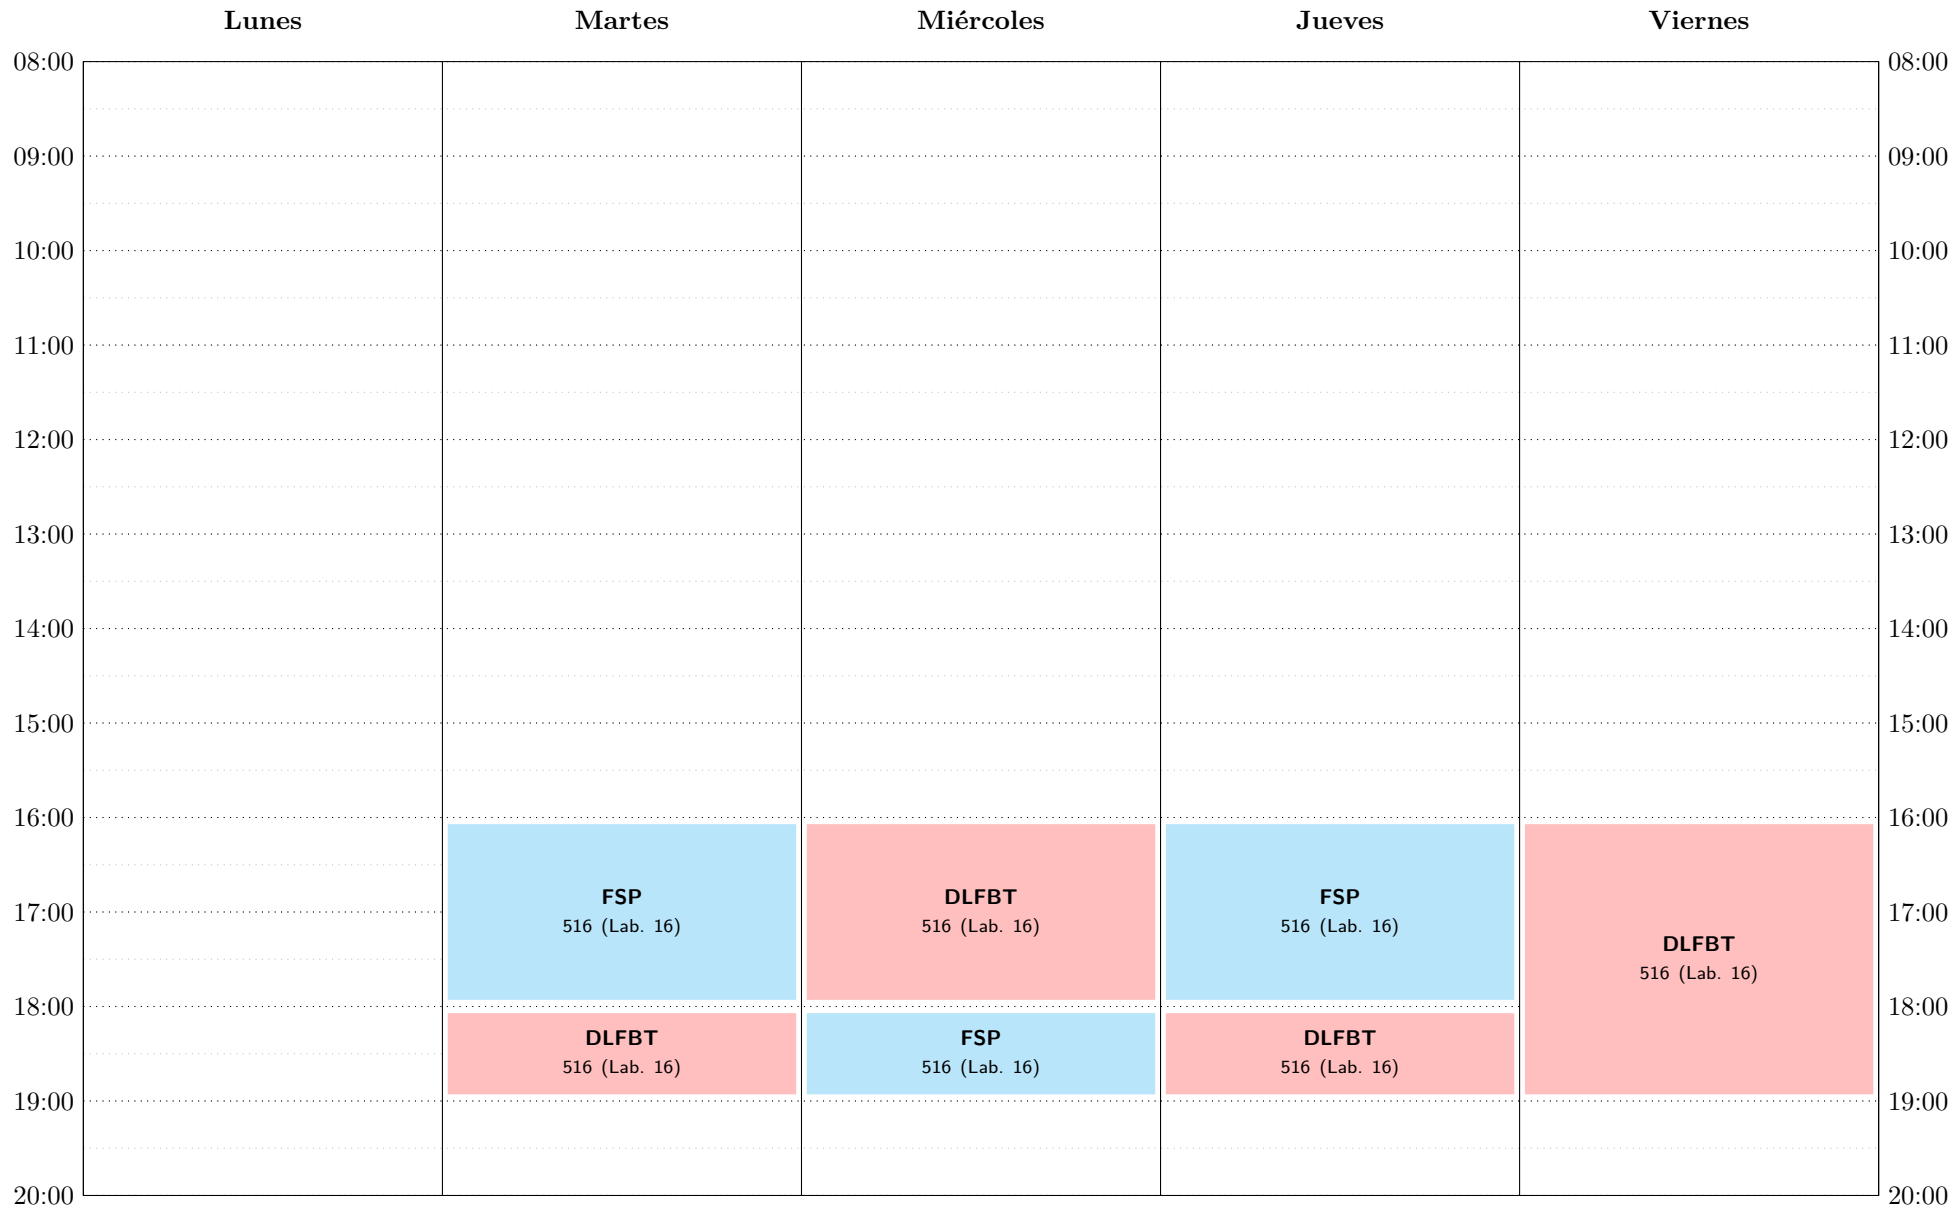 Lunes Martes Miércoles Jueves Viernes
08:00 08:00
09:00 09:00
10:00 10:00
11:00 11:00
12:00 12:00
13:00 13:00
14:00 14:00
15:00 15:00
16:00 16:00
FSP DLFBT FSP
17:00 17:00
516 (Lab. 16) 516 (Lab. 16) 516 (Lab. 16)
DLFBT
516 (Lab. 16)
18:00 18:00
DLFBT FSP DLFBT
516 (Lab. 16) 516 (Lab. 16) 516 (Lab. 16)
19:00 19:00
20:00 20:00